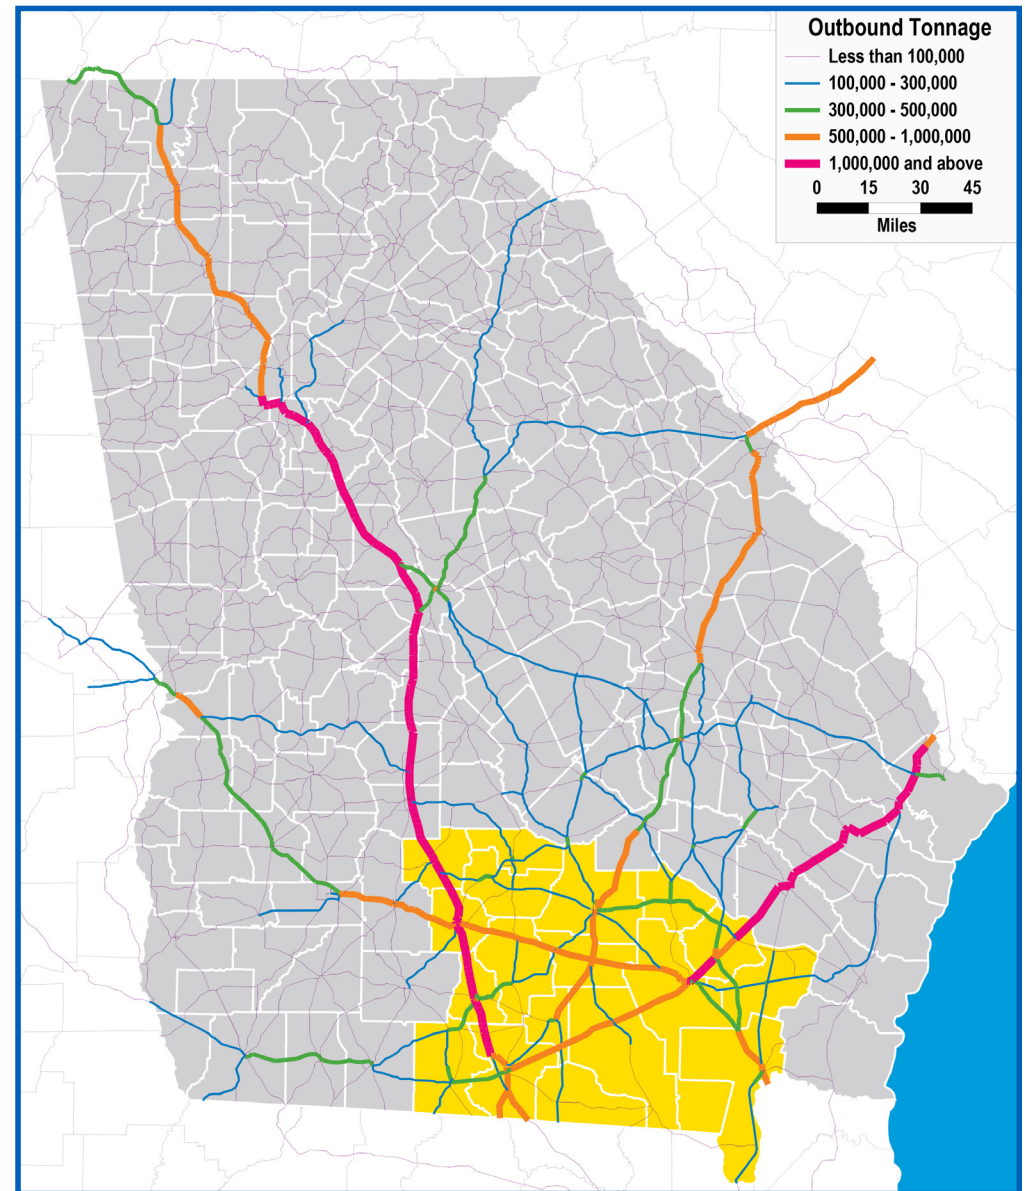 Outbound Tonnage
Less than 100,000
100,000 - 300,000
300,000 - 500,000
500,000 - 1,000,000
1,000,000 and above
0 15 30 45
Miles